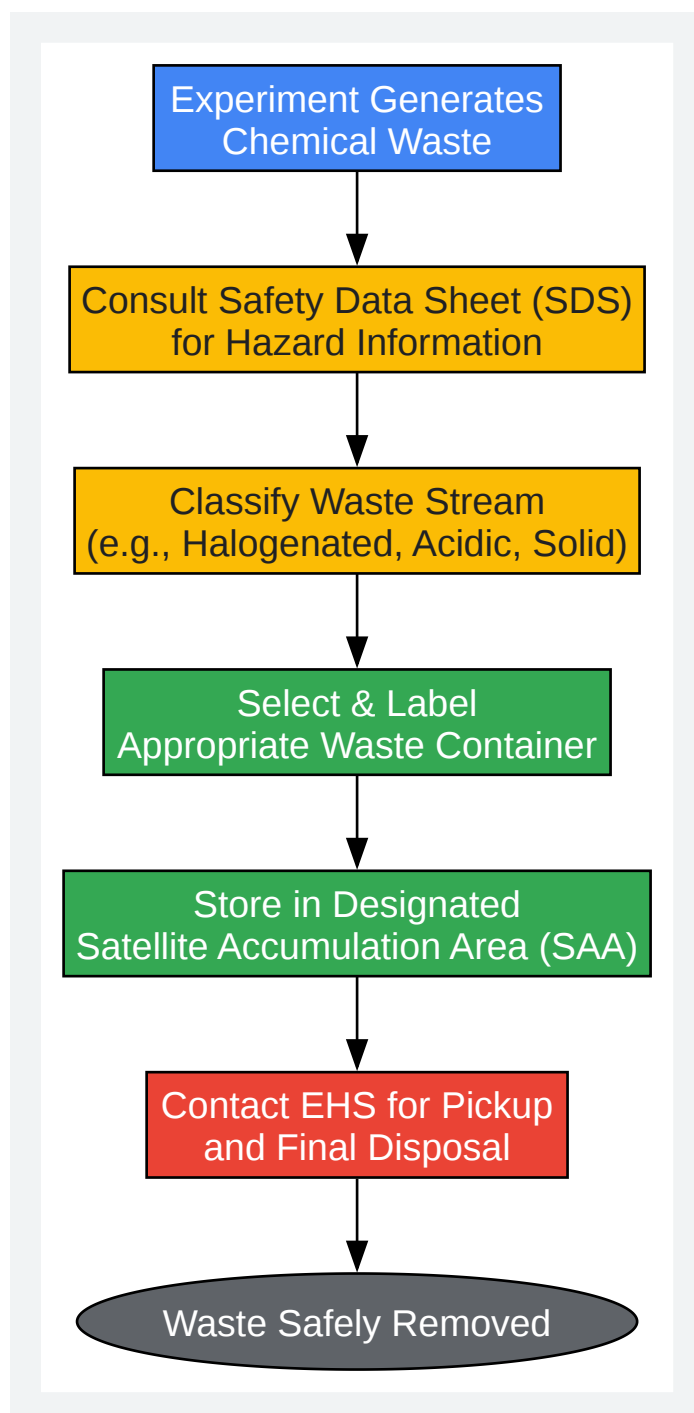 Experiment Generates
Chemical Waste
Consult Safety Data Sheet (SDS)
for Hazard Information
Classify Waste Stream
(e.g., Halogenated, Acidic, Solid)
Select & Label
Appropriate Waste Container
Store in Designated
Satellite Accumulation Area (SAA)
Contact EHS for Pickup
and Final Disposal
Waste Safely Removed